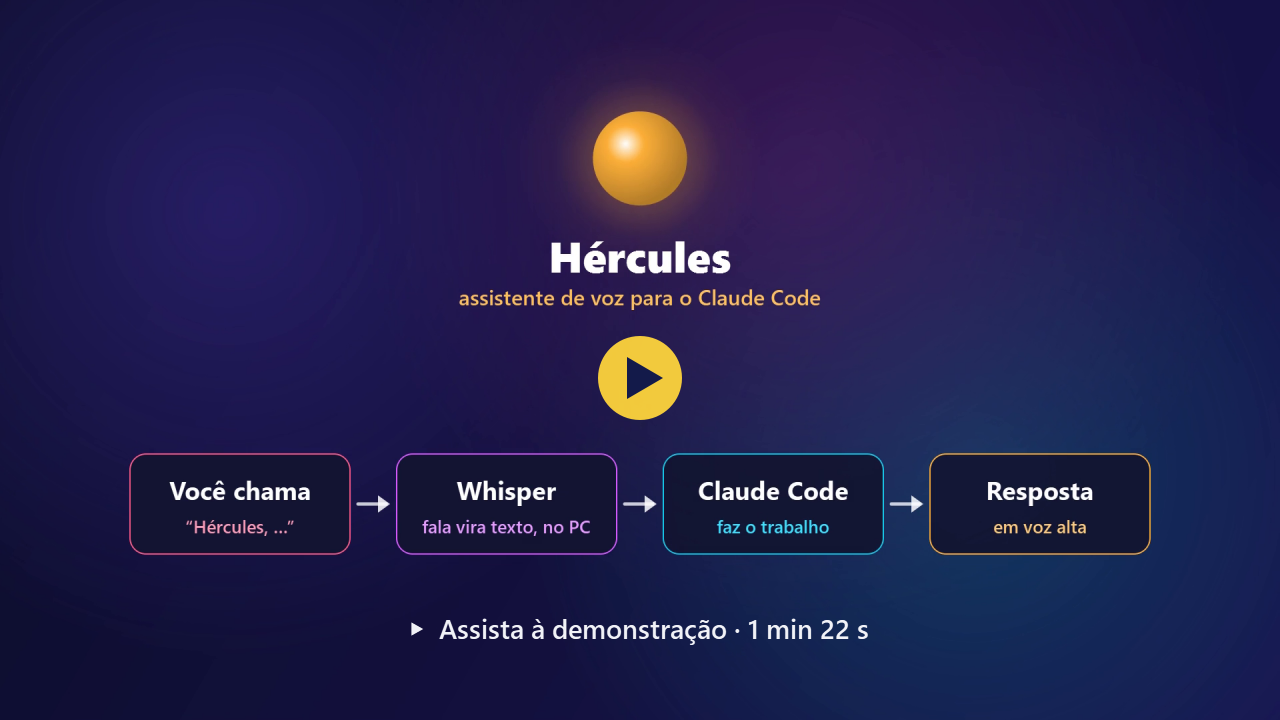 Hércules
assistente de voz para o Claude Code
Você chama
“Hércules, ...”
Whisper
fala vira texto, no PC
Claude Code
faz o trabalho
Resposta
em voz alta
Assista à demonstração · 1 min 22 s